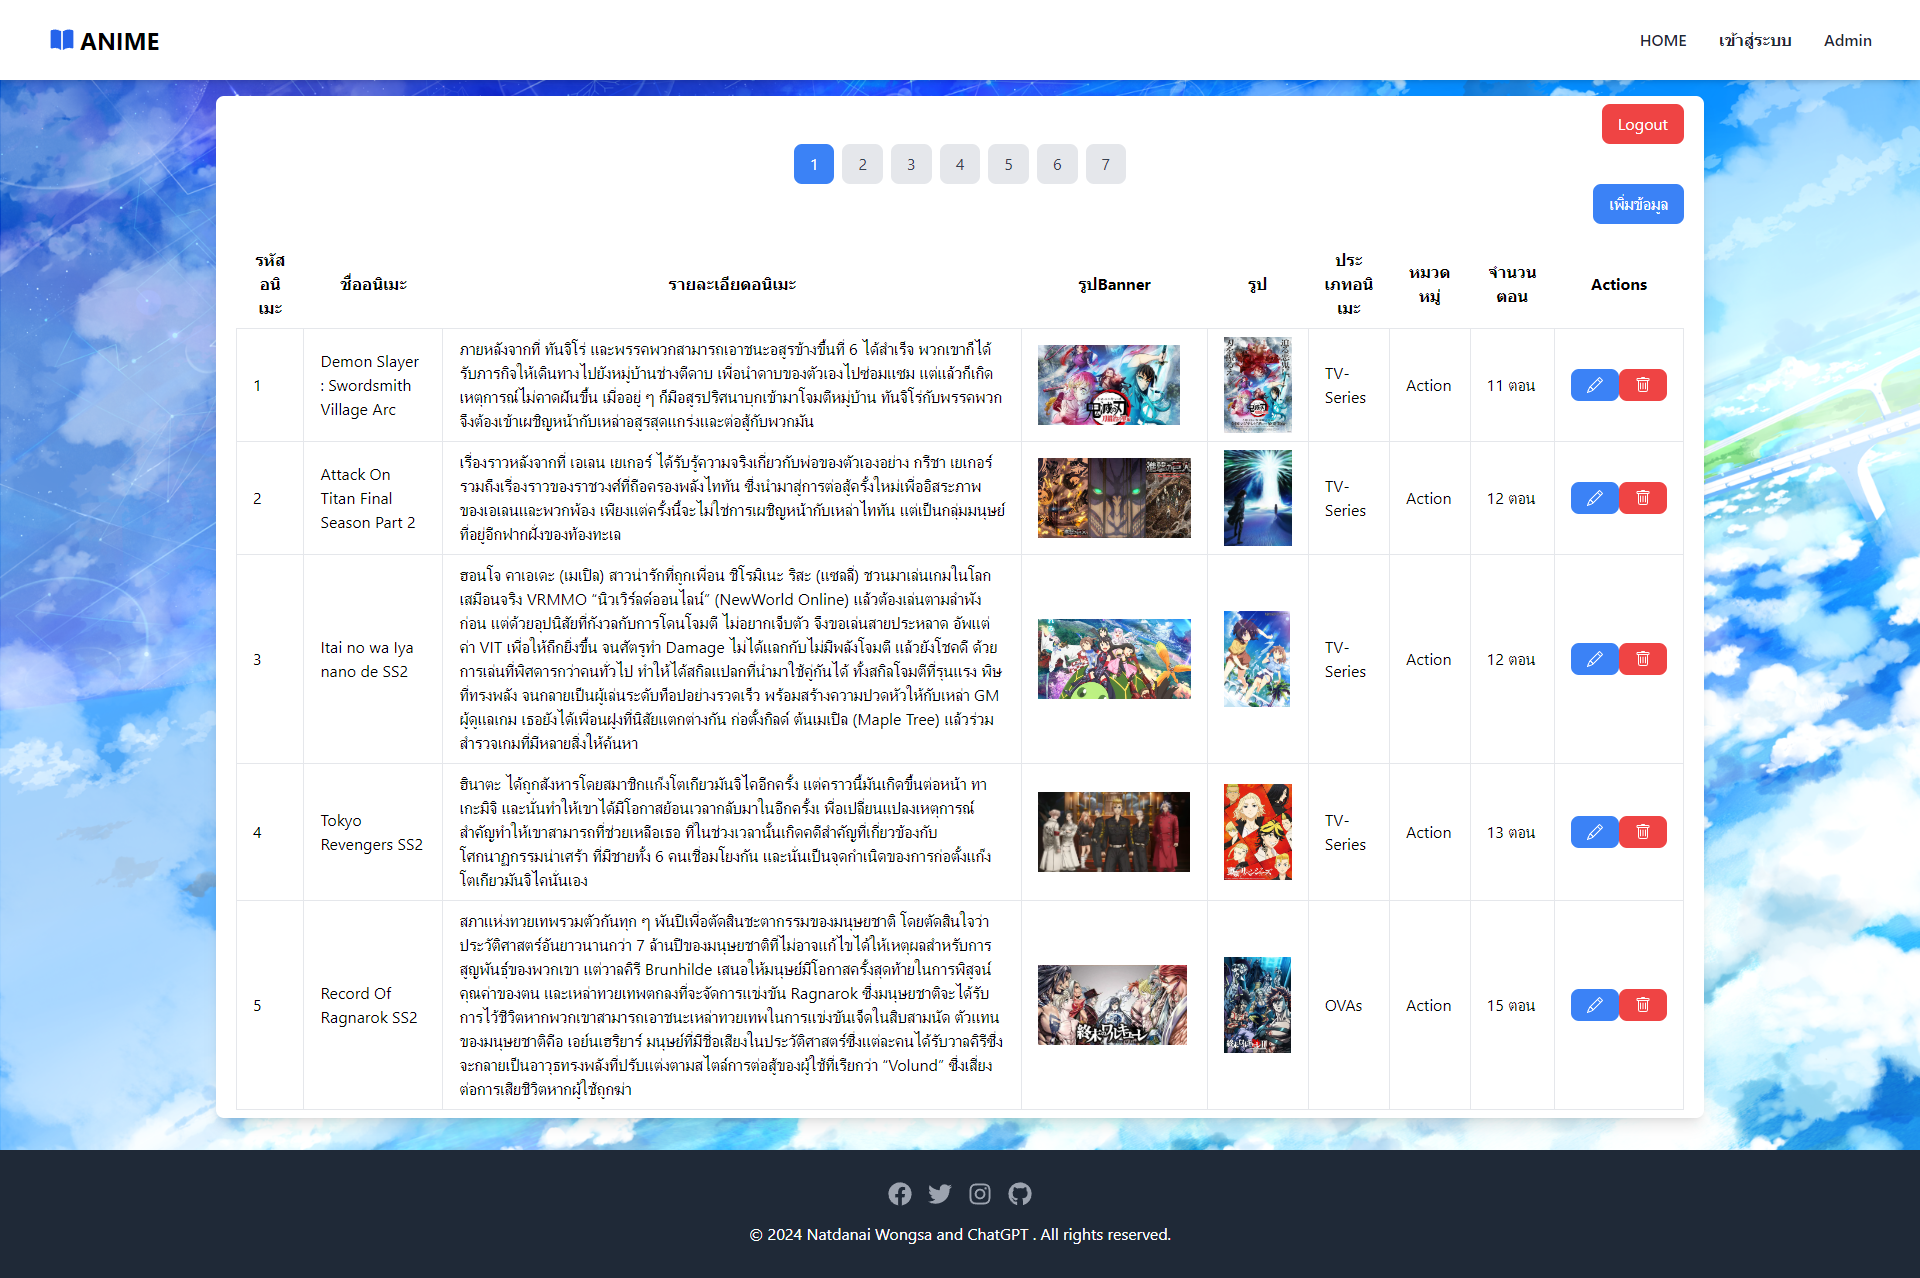 ANIME
HOME
เข้าสู่ระบบ
Admin
Logout
1 2 3 4 5 6 7
เพิ่มข้อมูล
รหัส
อนิ
เมะ
ชื่ออนิเมะ
รายละเอียดอนิเมะ
รูปBanner
รูป
ประ
เภทอนิ
เมะ
หมวด
หมู่
จำนวน
ตอน
Actions
1
Demon Slayer
: Swordsmith
Village Arc
ภายหลังจากที่ ทันจิโร่ และพรรคพวกสามารถเอาชนะอสูรข้างขึ้นที่ 6 ได้สำเร็จ พวกเขาก็ได้
รับภารกิจให้เดินทางไปยังหมู่บ้านช่างตีดาบ เพื่อนำดาบของตัวเองไปซ่อมแซม แต่แล้วก็เกิด
เหตุการณ์ไม่คาดฝันขึ้น เมื่ออยู่ ๆ ก็มีอสูรปริศนาบุกเข้ามาโจมตีหมู่บ้าน ทันจิโร่กับพรรคพวก
จึงต้องเข้าเผชิญหน้ากับเหล่าอสูรสุดแกร่งและต่อสู้กับพวกมัน
TV-
Series
Action
11 ตอน
2
Attack On
Titan Final
Season Part 2
เรื่องราวหลังจากที่ เอเลน เยเกอร์ ได้รับรู้ความจริงเกี่ยวกับพ่อของตัวเองอย่าง กรีชา เยเกอร์
รวมถึงเรื่องราวของราชวงศ์ที่ถือครองพลังไททัน ซึ่งนำมาสู่การต่อสู้ครั้งใหม่เพื่ออิสระภาพ
ของเอเลนและพวกพ้อง เพียงแต่ครั้งนี้จะไม่ใช่การเผชิญหน้ากับเหล่าไททัน แต่เป็นกลุ่มมนุษย์
ที่อยู่อีกฟากฝั่งของท้องทะเล
TV-
Series
Action
12 ตอน
3
Itai no wa Iya
nano de SS2
ฮอนโจ คาเอเดะ (เมเปิล) สาวน่ารักที่ถูกเพื่อน ชิโรมิเนะ ริสะ (แซลลี่) ชวนมาเล่นเกมในโลก
เสมือนจริง VRMMO “นิวเวิร์ลด์ออนไลน์” (NewWorld Online) แล้วต้องเล่นตามลำพัง
ก่อน แต่ด้วยอุปนิสัยที่กังวลกับการโดนโจมตี ไม่อยากเจ็บตัว จึงขอเล่นสายประหลาด อัพแต่
ค่า VIT เพื่อให้ถึกยิ่งขึ้น จนศัตรูทำ Damage ไม่ได้แลกกับไม่มีพลังโจมตี แล้วยังโชคดี ด้วย
การเล่นที่พิศดารกว่าคนทั่วไป ทำให้ได้สกิลแปลกที่นำมาใช้คู่กันได้ ทั้งสกิลโจมตีที่รุนแรง พิษ
ที่ทรงพลัง จนกลายเป็นผู้เล่นระดับท็อปอย่างรวดเร็ว พร้อมสร้างความปวดหัวให้กับเหล่า GM
ผู้ดูแลเกม เธอยังได้เพื่อนฝูงที่นิสัยแตกต่างกัน ก่อตั้งกิลด์ ต้นเมเปิล (Maple Tree) แล้วร่วม
สำรวจเกมที่มีหลายสิ่งให้ค้นหา
TV-
Series
Action
12 ตอน
4
Tokyo
Revengers SS2
ฮินาตะ ได้ถูกสังหารโดยสมาชิกแก๊งโตเกียวมันจิไคอีกครั้ง แต่คราวนี้มันเกิดขึ้นต่อหน้า ทา
เกะมิจิ และนั่นทำให้เขาได้มีโอกาสย้อนเวลากลับมาในอีกครั้งเ พื่อเปลี่ยนแปลงเหตุการณ์
สำคัญทำให้เขาสามารถที่ช่วยเหลือเธอ ที่ในช่วงเวลานั้นเกิดคดีสำคัญที่เกี่ยวข้องกับ
โศกนาฏกรรมน่าเศร้า ที่มีชายทั้ง 6 คนเชื่อมโยงกัน และนั่นเป็นจุดกำเนิดของการก่อตั้งแก๊ง
โตเกียวมันจิไคนั่นเอง
TV-
Series
Action
13 ตอน
5
Record Of
Ragnarok SS2
สภาแห่งทวยเทพรวมตัวกันทุก ๆ พันปีเพื่อตัดสินชะตากรรมของมนุษยชาติ โดยตัดสินใจว่า
ประวัติศาสตร์อันยาวนานกว่า 7 ล้านปีของมนุษยชาติที่ไม่อาจแก้ไขได้ให้เหตุผลสำหรับการ
สูญพันธุ์ของพวกเขา แต่วาลคิรี Brunhilde เสนอให้มนุษย์มีโอกาสครั้งสุดท้ายในการพิสูจน์
คุณค่าของตน และเหล่าทวยเทพตกลงที่จะจัดการแข่งขัน Ragnarok ซึ่งมนุษยชาติจะได้รับ
การไว้ชีวิตหากพวกเขาสามารถเอาชนะเหล่าทวยเทพในการแข่งขันเจ็ดในสิบสามนัด ตัวแทน
ของมนุษยชาติคือ เอย์นเฮริยาร์ มนุษย์ที่มีชื่อเสียงในประวัติศาสตร์ซึ่งแต่ละคนได้รับวาลคิรีซึ่ง
จะกลายเป็นอาวุธทรงพลังที่ปรับแต่งตามสไตล์การต่อสู้ของผู้ใช้ที่เรียกว่า “Volund” ซึ่งเสี่ยง
ต่อการเสียชีวิตหากผู้ใช้ถูกฆ่า
終末のワルキューレ
OVAs
Action
15 ตอน
© 2024 Natdanai Wongsa and ChatGPT . All rights reserved.